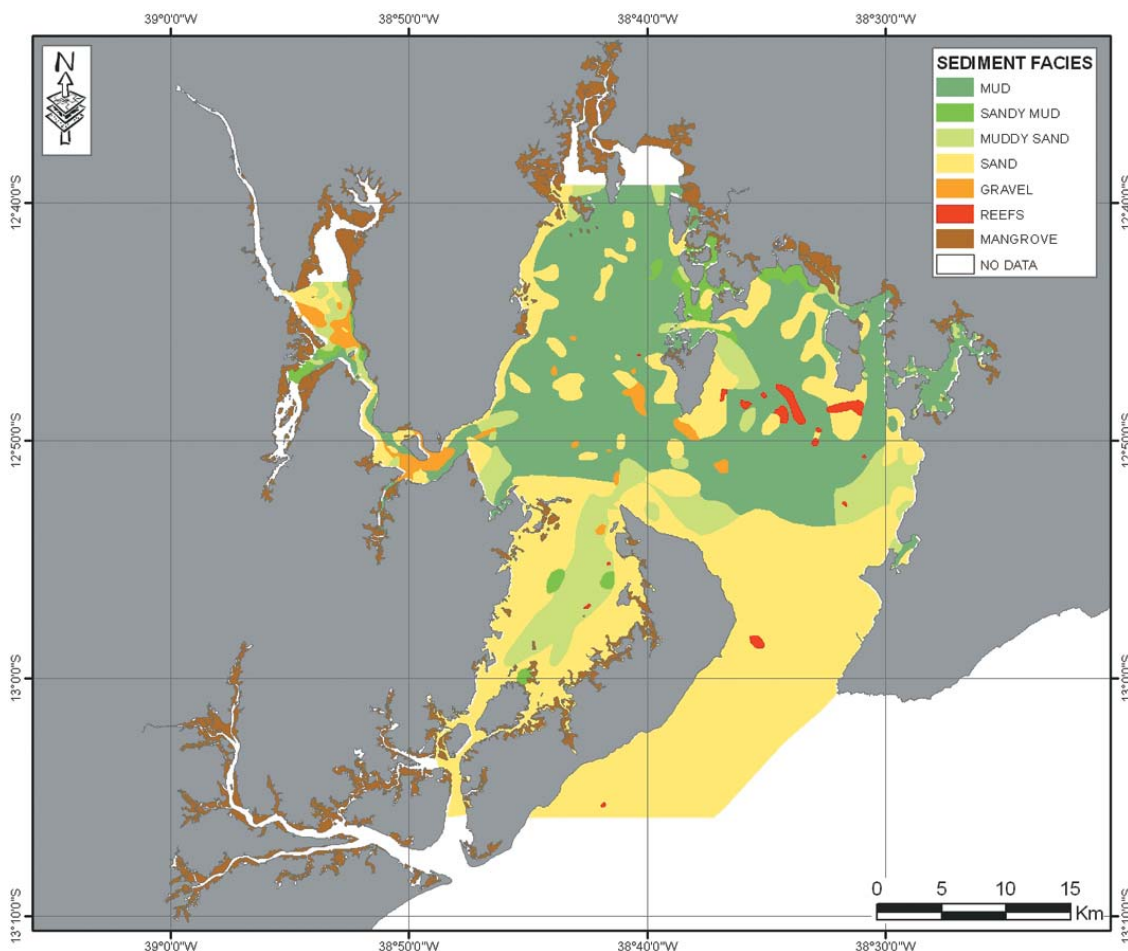 39°0'0"W 38°50'0"W 38°40'0"W 38°30'0"W
N
SEDIMENT FACIES
MUD
SANDY MUD
MUDDY SAND
SAND
GRAVEL
REEFS
MANGROVE
NO DATA
12°40'0"S 12°40'0"S
12°50'0"S 12°50'0"S
13°0'0"S 13°0'0"S
13°10'0"S 13°10'0"S
0 5 10 15
Km
39°0'0"W 38°50'0"W 38°40'0"W 38°30'0"W